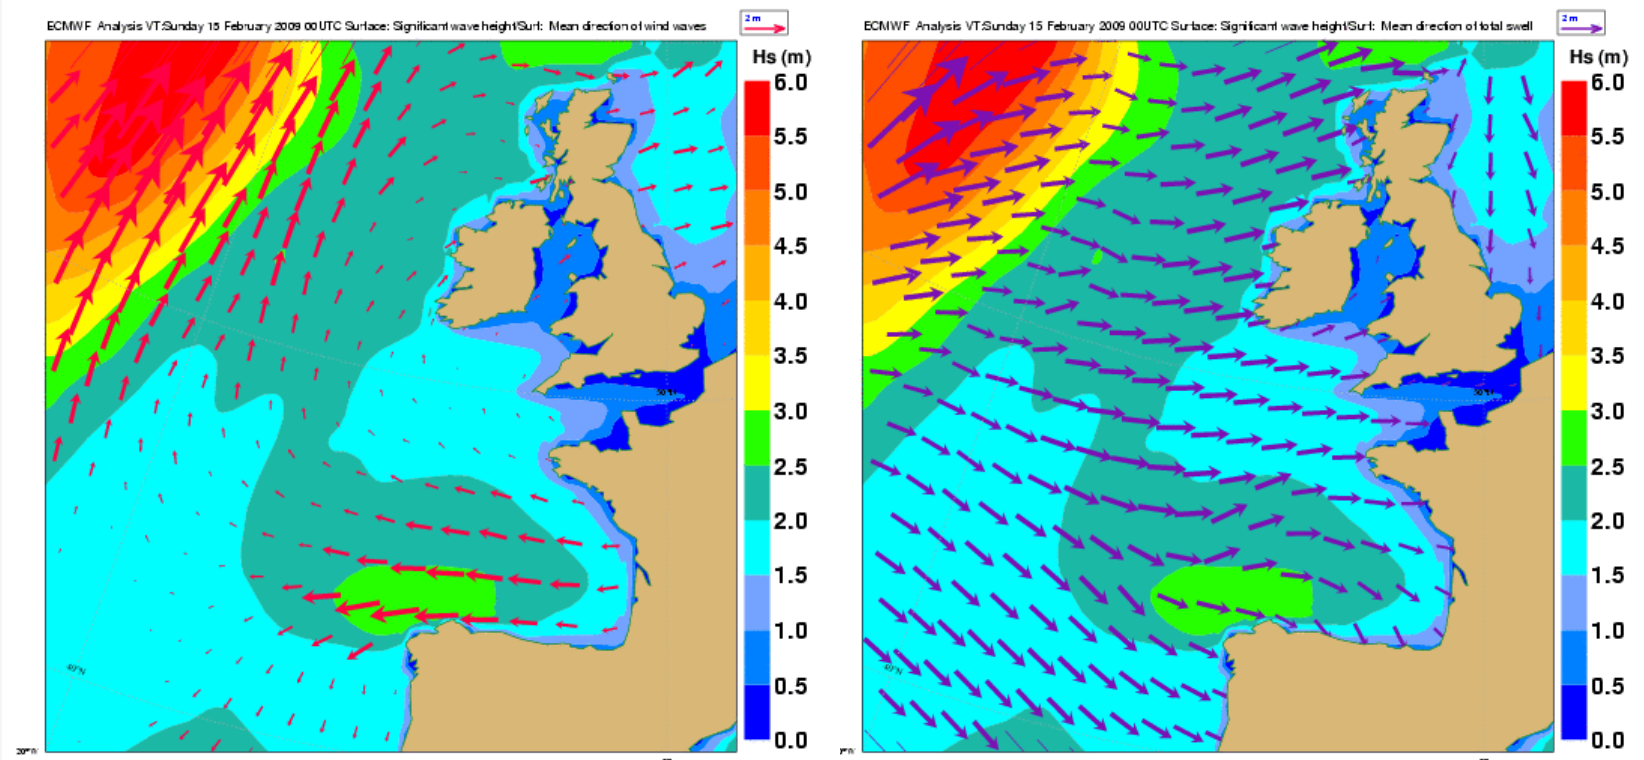 2 m
ECMWF Analysis VT:Sunday 15 February 2009 00UTC Surface: Significant wave height/Surf: Mean direction of wind waves
Hs (m)
6.0
5.5
5.0
4.5
4.0
3.5
3.0
2.5
2.0
1.5
1.0
0.5
0.0
40°N
20°W
2 m
ECMWF Analysis VT:Sunday 15 February 2009 00UTC Surface: Significant wave height/Surf: Mean direction of total swell
Hs (m)
6.0
5.5
5.0
4.5
4.0
3.5
3.0
2.5
2.0
1.5
1.0
0.5
0.0
40°N